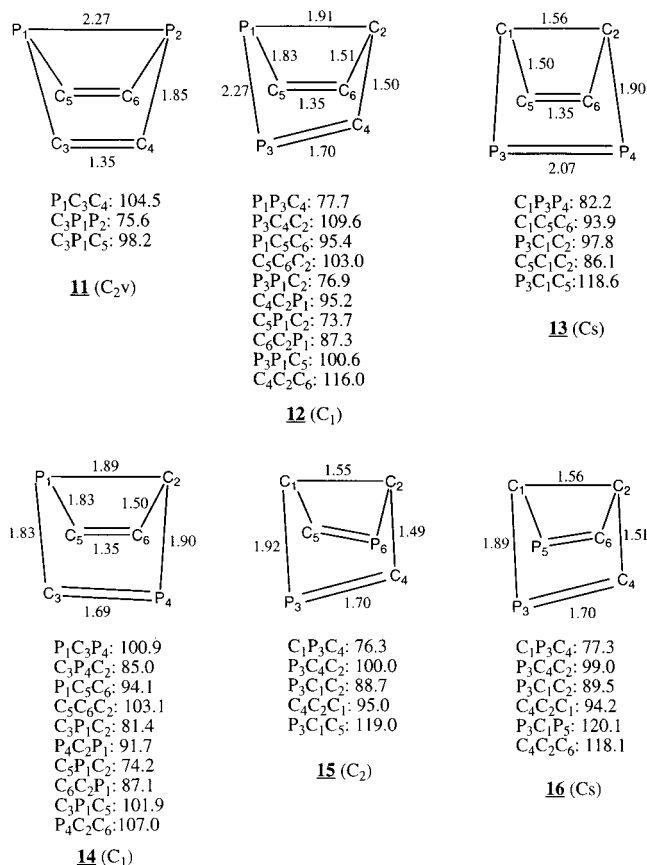 2.27
P₁ P₂
C₅ C₆
1.85
C₃ C₄
1.35
P₁C₃C₄: 104.5
C₃P₁P₂: 75.6
C₃P₁C₅: 98.2
11 (C₂v)
1.91
P₁ C₂
1.83 1.51
2.27 C₅ C₆ 1.50
1.35
P₃ C₄
1.70
P₁P₃C₄: 77.7
P₃C₄C₂: 109.6
P₁C₅C₆: 95.4
C₅C₆C₂: 103.0
P₃P₁C₂: 76.9
C₄C₂P₁: 95.2
C₅P₁C₂: 73.7
C₆C₂P₁: 87.3
P₃P₁C₅: 100.6
C₄C₂C₆: 116.0
12 (C₁)
1.56
C₁ C₂
1.50
C₅ C₆ 1.90
1.35
P₃ P₄
2.07
C₁P₃P₄: 82.2
C₁C₅C₆: 93.9
P₃C₁C₂: 97.8
C₅C₁C₂: 86.1
P₃C₁C₅:118.6
13 (Cs)
1.89
P₁ C₂
1.83 1.83 1.50 1.90
C₅ C₆
1.35
C₃ P₄
1.69
P₁C₃P₄: 100.9
C₃P₄C₂: 85.0
P₁C₅C₆: 94.1
C₅C₆C₂: 103.1
C₃P₁C₂: 81.4
P₄C₂P₁: 91.7
C₅P₁C₂: 74.2
C₆C₂P₁: 87.1
C₃P₁C₅: 101.9
P₄C₂C₆:107.0
14 (C₁)
1.55
C₁ C₂
1.92 C₅ P₆ 1.49
P₃ C₄
1.70
C₁P₃C₄: 76.3
P₃C₄C₂: 100.0
P₃C₁C₂: 88.7
C₄C₂C₁: 95.0
P₃C₁C₅: 119.0
15 (C₂)
1.56
C₁ C₂
1.89 P₅ C₆ 1.51
P₃ C₄
1.70
C₁P₃C₄: 77.3
P₃C₄C₂: 99.0
P₃C₁C₂: 89.5
C₄C₂C₁: 94.2
P₃C₁P₅: 120.1
C₄C₂C₆: 118.1
16 (Cs)